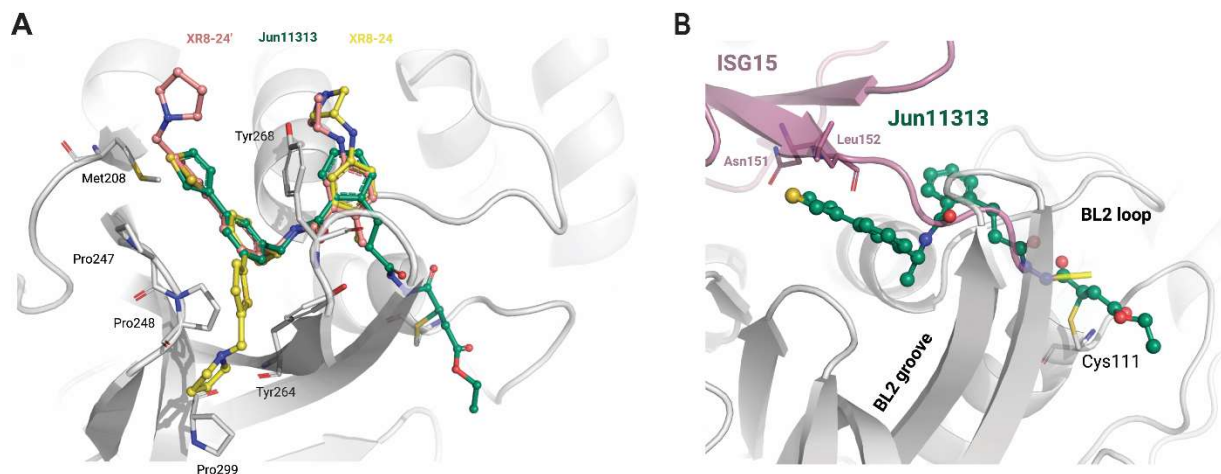 A
XR8-24' Jun11313 XR8-24
Tyr268
Met208
Pro247
Pro248
Tyr264
Pro299
B
ISG15
Jun11313
Leu152
Asn151
BL2 loop
BL2 groove
Cys111